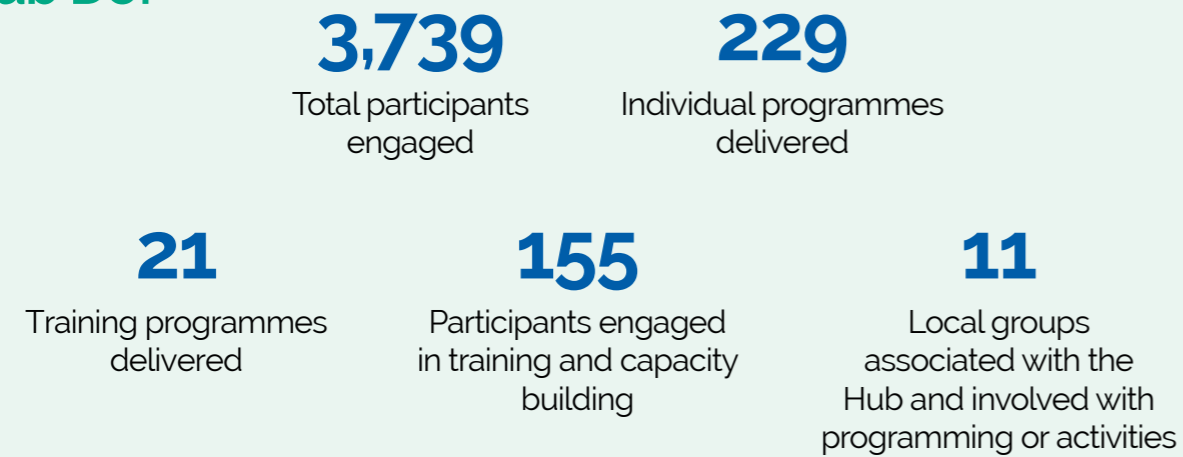 3,739
Total participants
engaged
229
Individual programmes
delivered
21
Training programmes
delivered
155
Participants engaged
in training and capacity
building
11
Local groups
associated with the
Hub and involved with
programming or activities